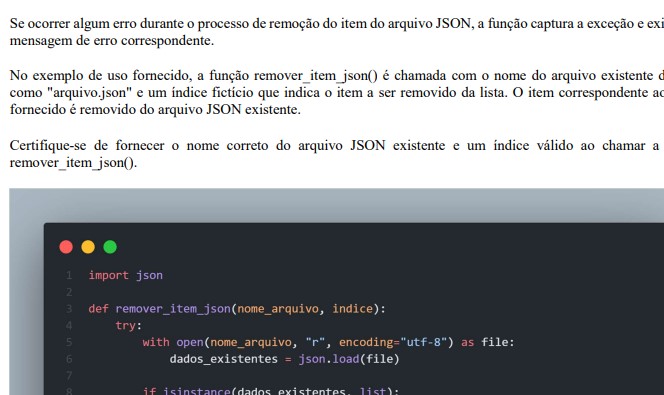 Se ocorrer algum erro durante o processo de remoção do item do arquivo JSON, a função captura a exceção e exi
mensagem de erro correspondente.
No exemplo de uso fornecido, a função remover_item_json() é chamada com o nome do arquivo existente d
como "arquivo.json" e um índice fictício que indica o item a ser removido da lista. O item correspondente ao
fornecido é removido do arquivo JSON existente.
Certifique-se de fornecer o nome correto do arquivo JSON existente e um índice válido ao chamar a
remover_item_json().
1 import json
2
3 def remover_item_json(nome_arquivo, indice):
4 try:
5 with open(nome_arquivo, "r", encoding="utf-8") as file:
6 dados_existentes = json.load(file)
7
8 if isinstance(dados_existentes, list):